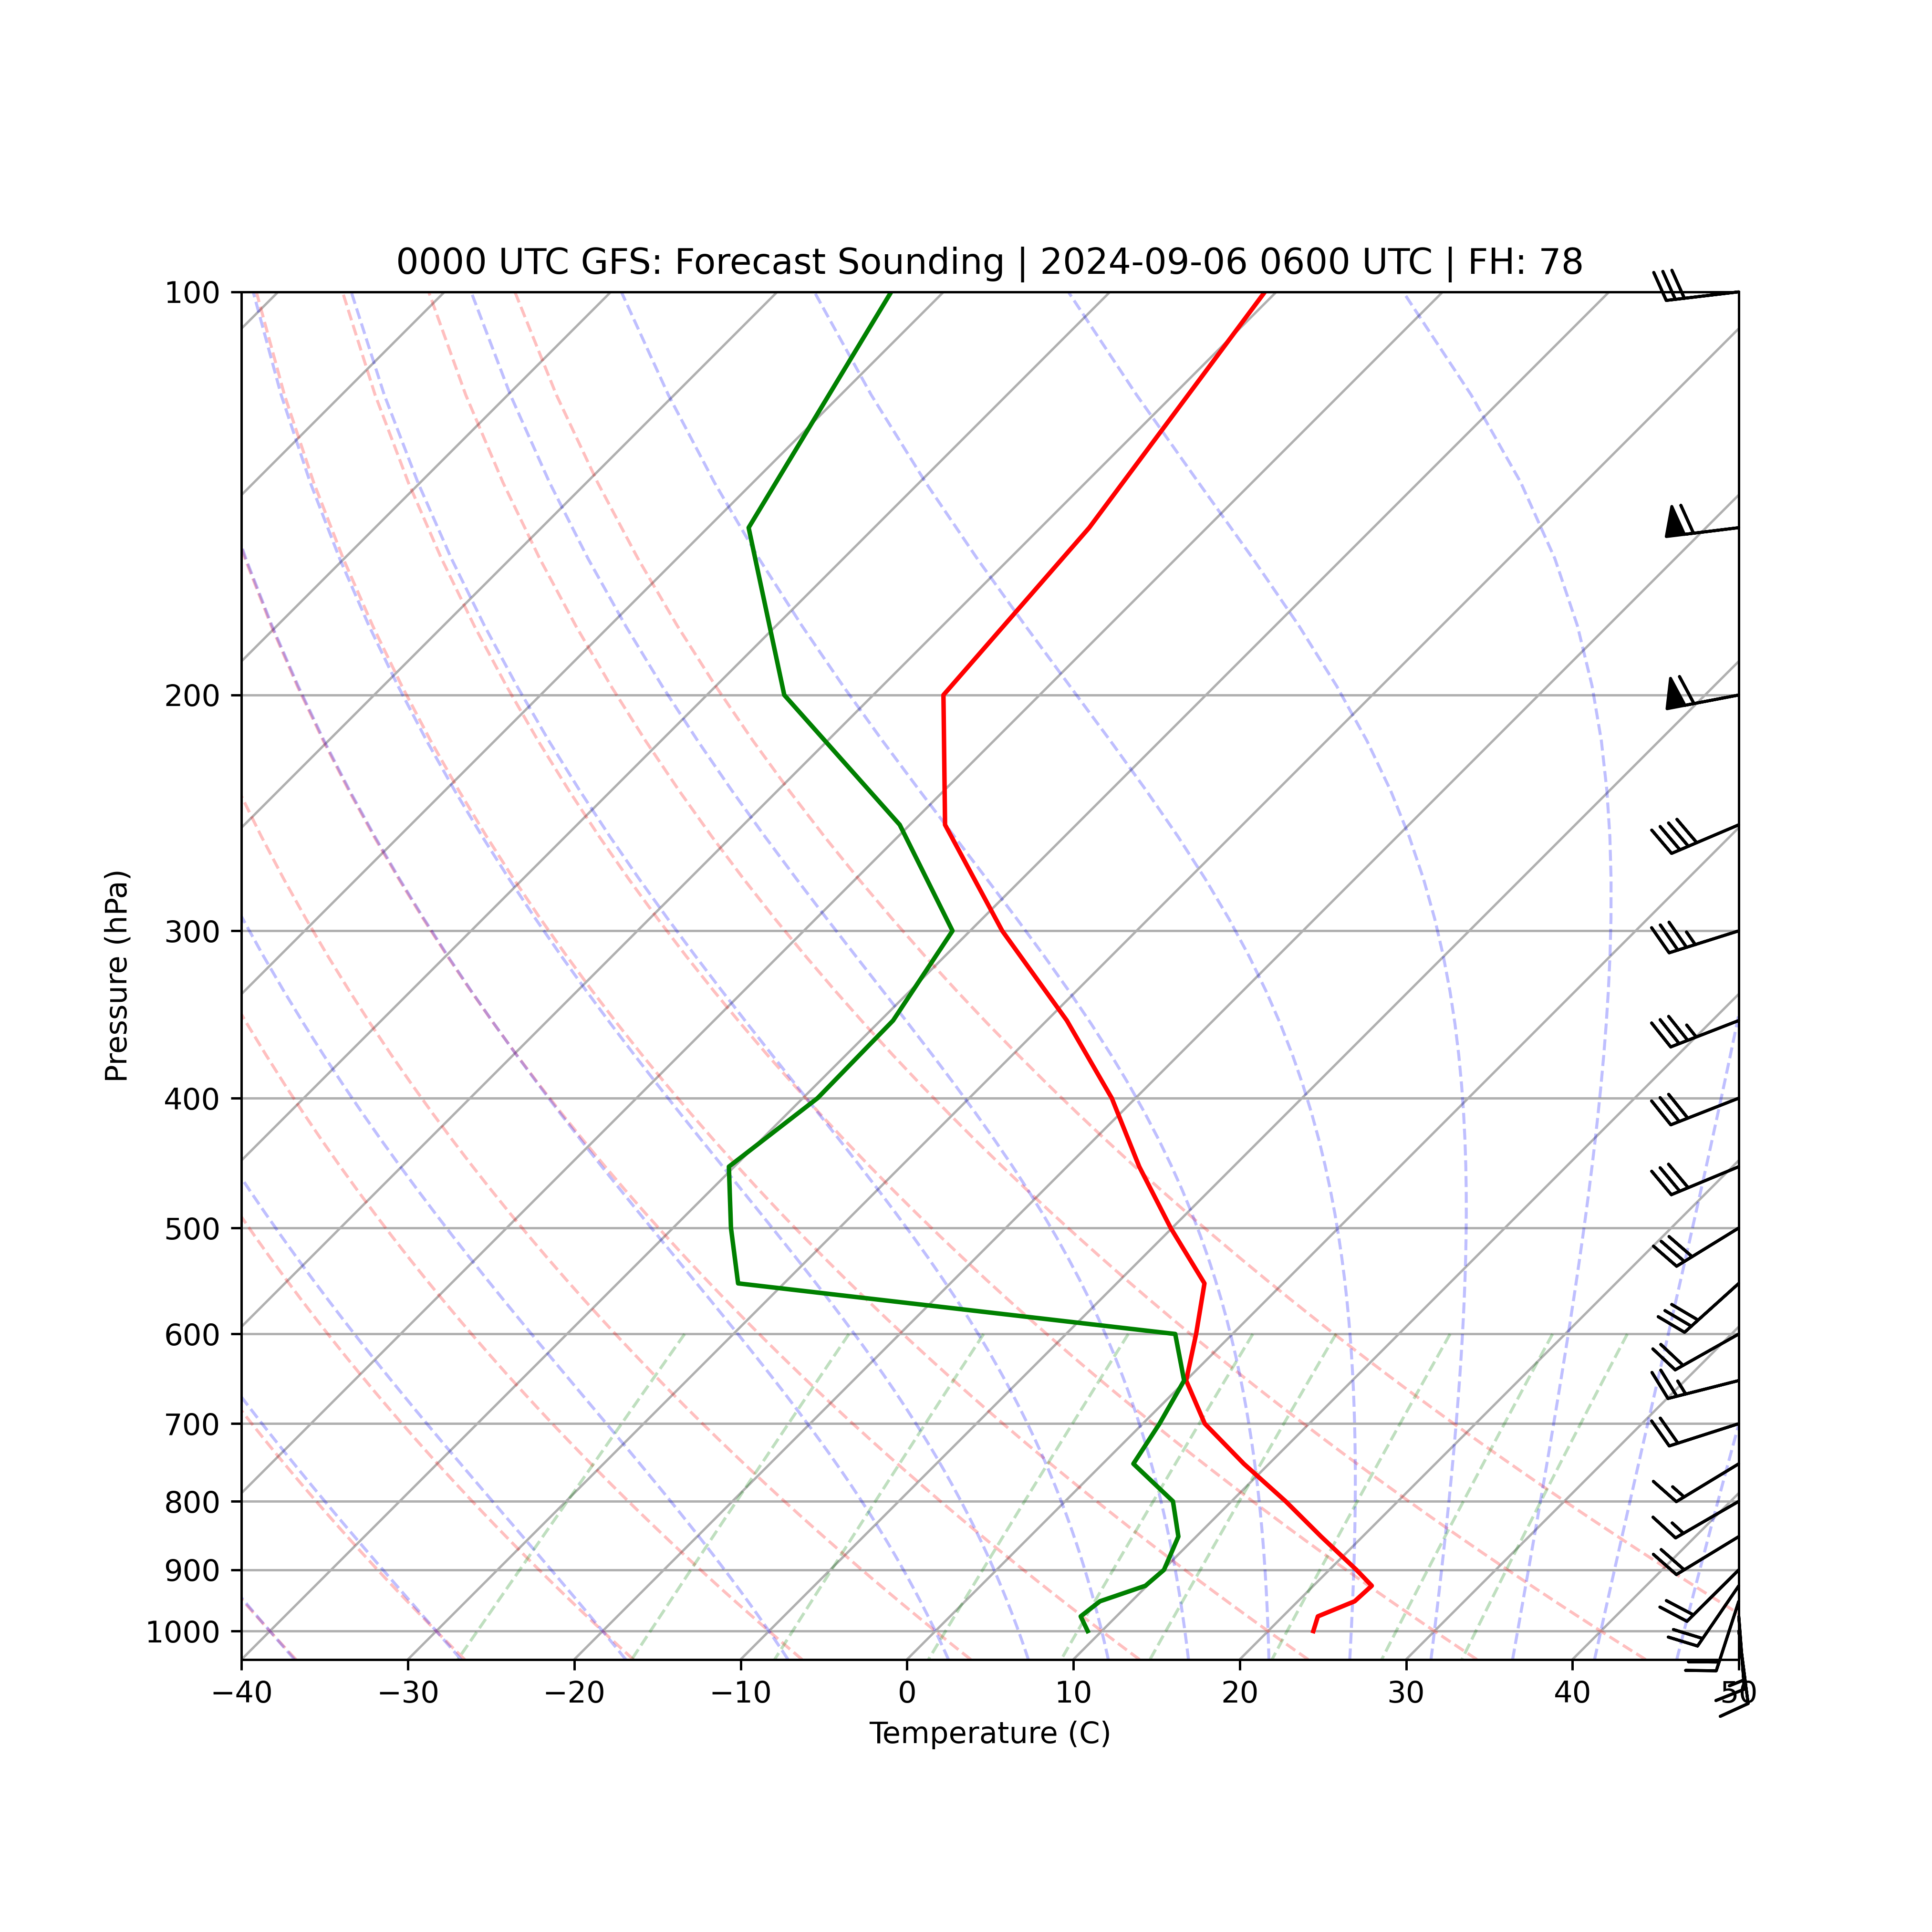 0000 UTC GFS: Forecast Sounding | 2024-09-06 0600 UTC | FH: 78
100
200
300
400
500
600
700
800
900
1000
Pressure (hPa)
−40 −30 −20 −10 0 10 20 30 40 50
Temperature (C)